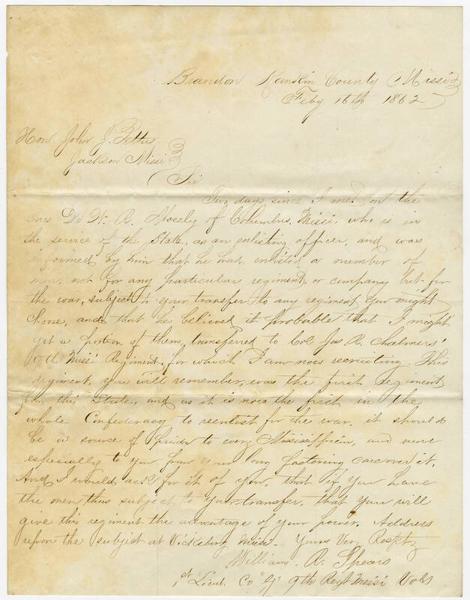 Brandon Rankin County Missi
Feby 16th 1862
Hon. John J. Pettus
Jackson Missi
Sir
Two days since I met on the
cars W. R. of Columbus Missi. who is in
the service of the State, as an enlisting officer, and was
informed by him that he has enlisted a number of
men, not for any particular regiment or company but for
the war, subject to your transfer to any regiment you might
chose, and that he believed it probable that I might
get a portion of them, transferred to Col. Jas R. Chalmers'
Missi Regiment, for which I am now recruiting. This
regiment, you will remember, was the first regiment
from this State, and as it is now the first in the
whole Confederacy to reenlist for the war. it should
be a source of pride to every Mississippian, and more
especially to you from your long fostering care over it.
And I would ask for it of you, that if you have
the men thus subject to your transfer, that you will
give this regiment the advantage of your power. Address
me upon the subject at Vicksburg Missi. Yours Very Respty
William R. Spears
1st Lieut. Co "G" 9th Regt Missi Vols